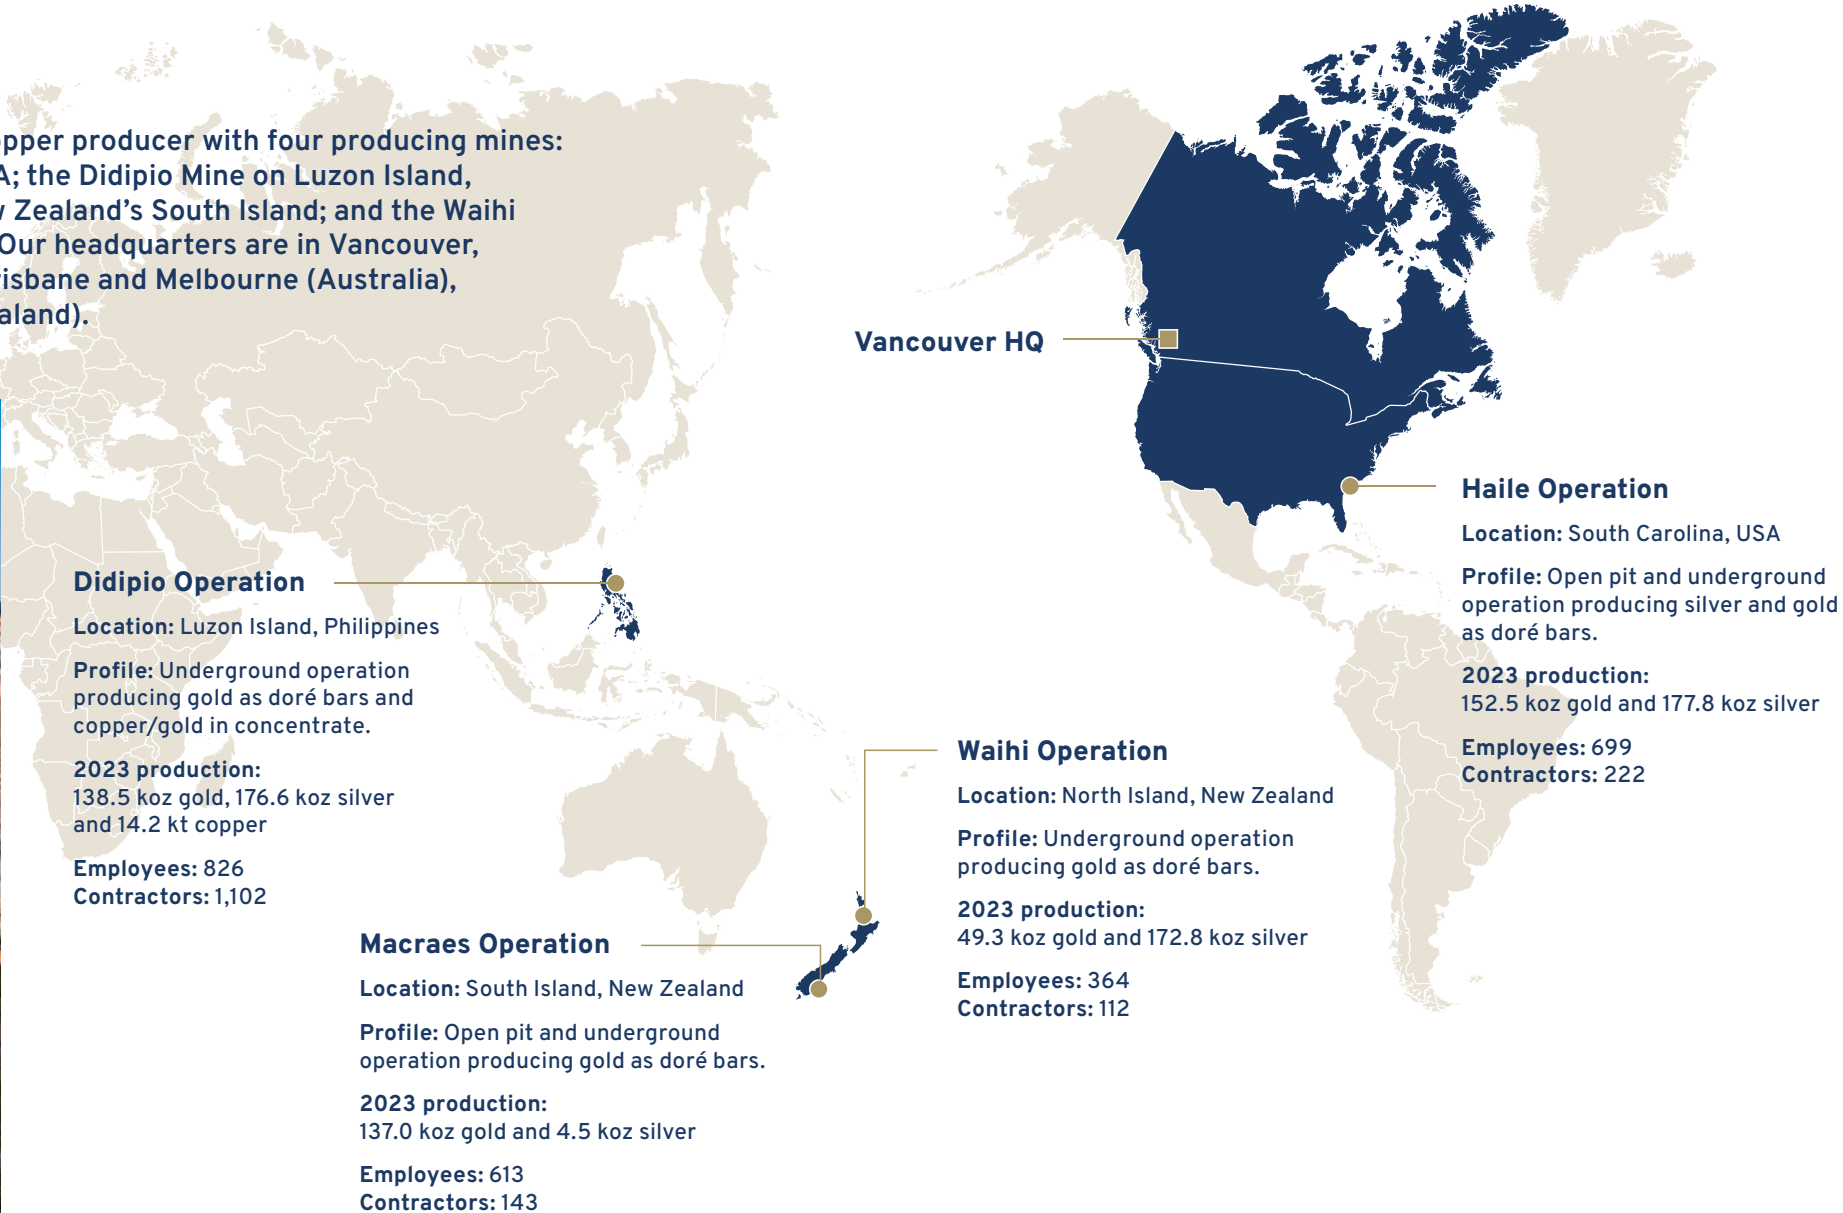 opper producer with four producing mines:
A; the Didipio Mine on Luzon Island,
Zealand’s South Island; and the Waihi
Our headquarters are in Vancouver,
risbane and Melbourne (Australia),
aland).
Vancouver HQ
Haile Operation
Location: South Carolina, USA
Profile: Open pit and underground
operation producing silver and gold
as doré bars.
2023 production:
152.5 koz gold and 177.8 koz silver
Employees: 699
Contractors: 222
Didipio Operation
Location: Luzon Island, Philippines
Profile: Underground operation
producing gold as doré bars and
copper/gold in concentrate.
2023 production:
138.5 koz gold, 176.6 koz silver
and 14.2 kt copper
Employees: 826
Contractors: 1,102
Waihi Operation
Location: North Island, New Zealand
Profile: Underground operation
producing gold as doré bars.
2023 production:
49.3 koz gold and 172.8 koz silver
Employees: 364
Contractors: 112
Macraes Operation
Location: South Island, New Zealand
Profile: Open pit and underground
operation producing gold as doré bars.
2023 production:
137.0 koz gold and 4.5 koz silver
Employees: 613
Contractors: 143